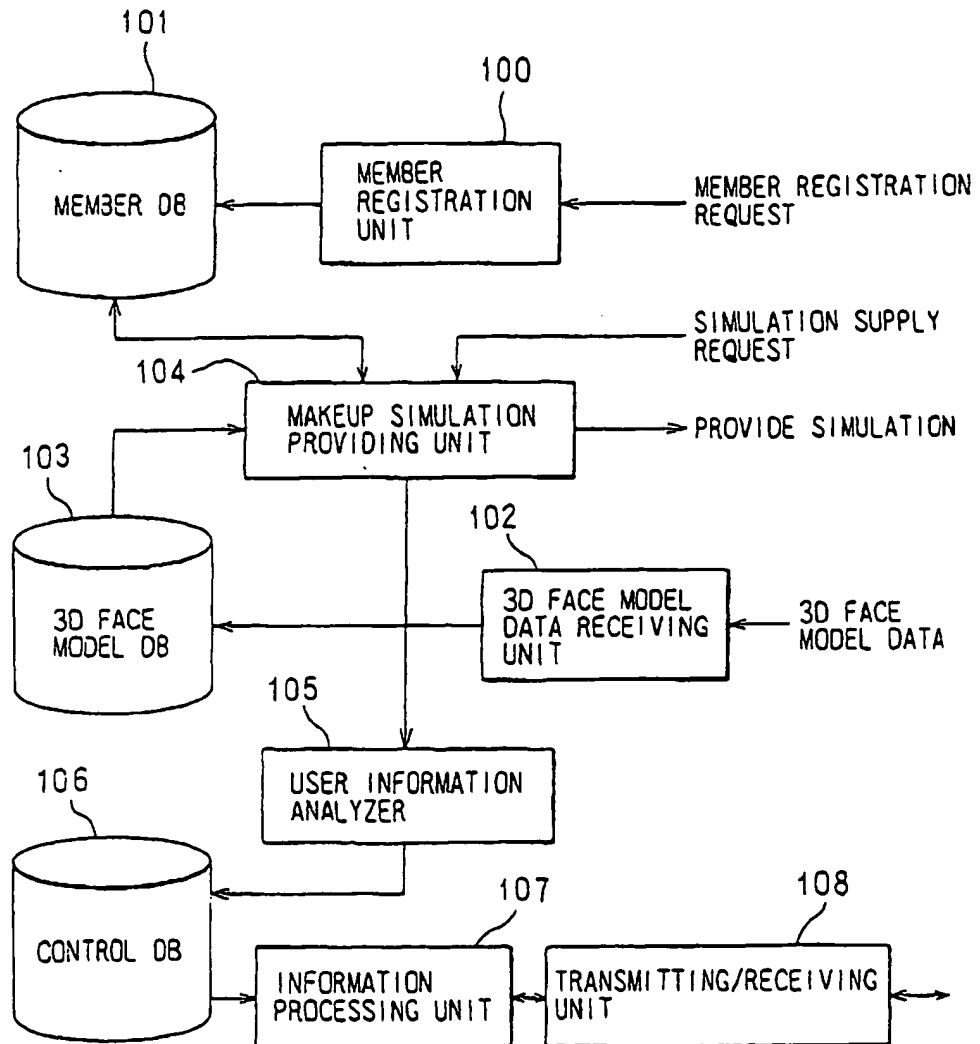 101
100
MEMBER DB
MEMBER
REGISTRATION
UNIT
MEMBER REGISTRATION
REQUEST
SIMULATION SUPPLY
REQUEST
104
MAKEUP SIMULATION
PROVIDING UNIT
PROVIDE SIMULATION
103
102
3D FACE
MODEL DB
3D FACE MODEL
DATA RECEIVING
UNIT
3D FACE
MODEL DATA
105
USER INFORMATION
ANALYZER
106
CONTROL DB
107
INFORMATION
PROCESSING UNIT
108
TRANSMITTING/RECEIVING
UNIT